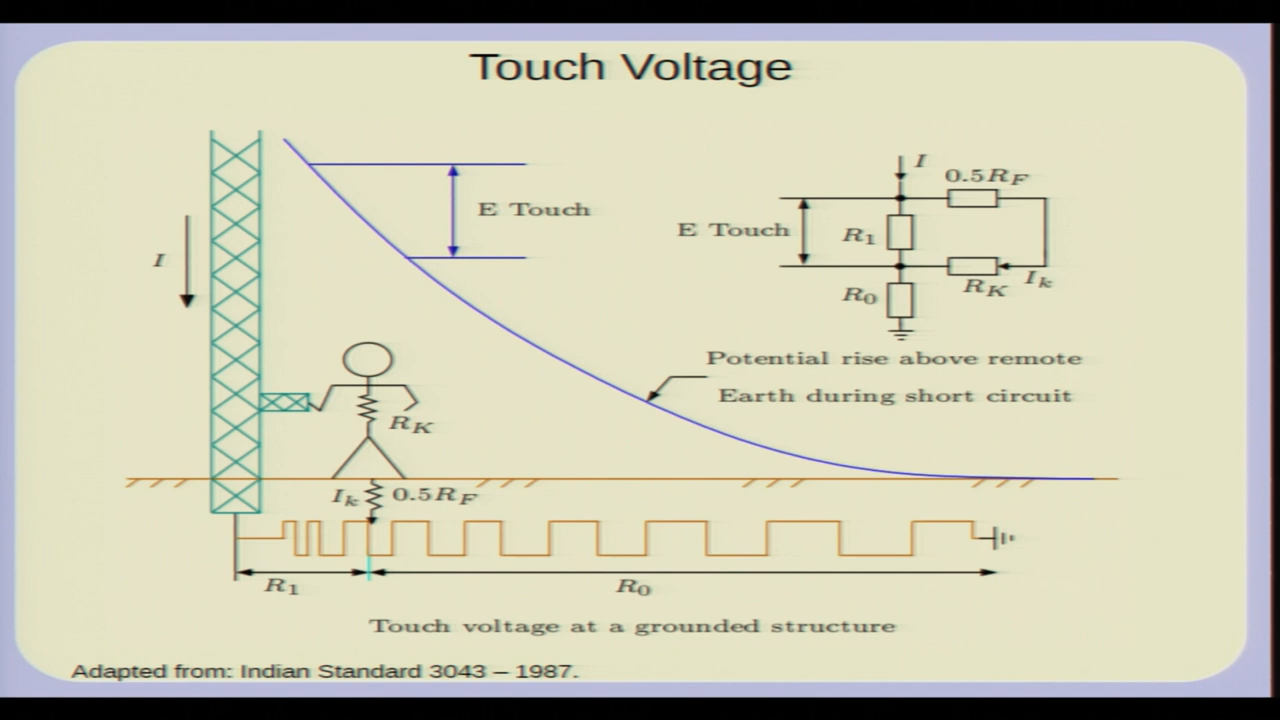 Touch Voltage
E Touch
I
I
0.5R_F
E Touch
R_1
R_K
I_k
R_0
Potential rise above remote
Earth during short circuit
R_K
I_k
0.5R_F
R_1
R_0
Touch voltage at a grounded structure
Adapted from: Indian Standard 3043 – 1987.